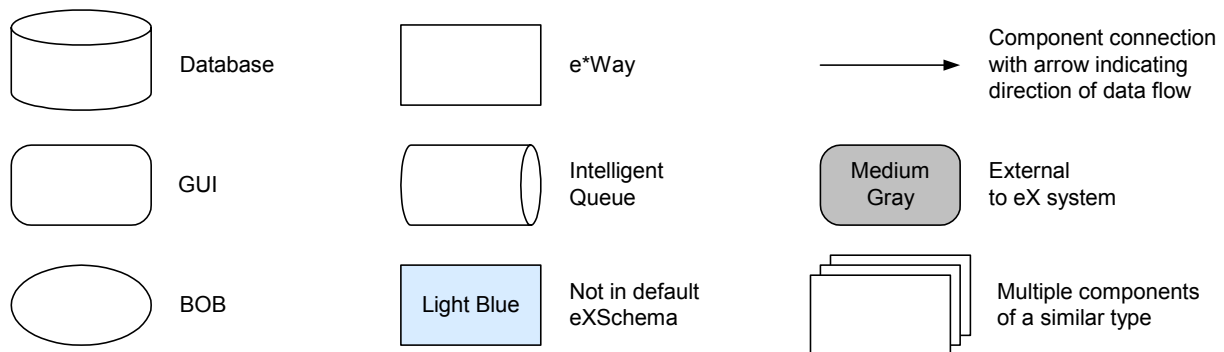 Database
e*Way
Component connection
with arrow indicating
direction of data flow
GUI
Intelligent
Queue
Medium
Gray
External
to eX system
BOB
Light Blue
Not in default
eXSchema
Multiple components
of a similar type